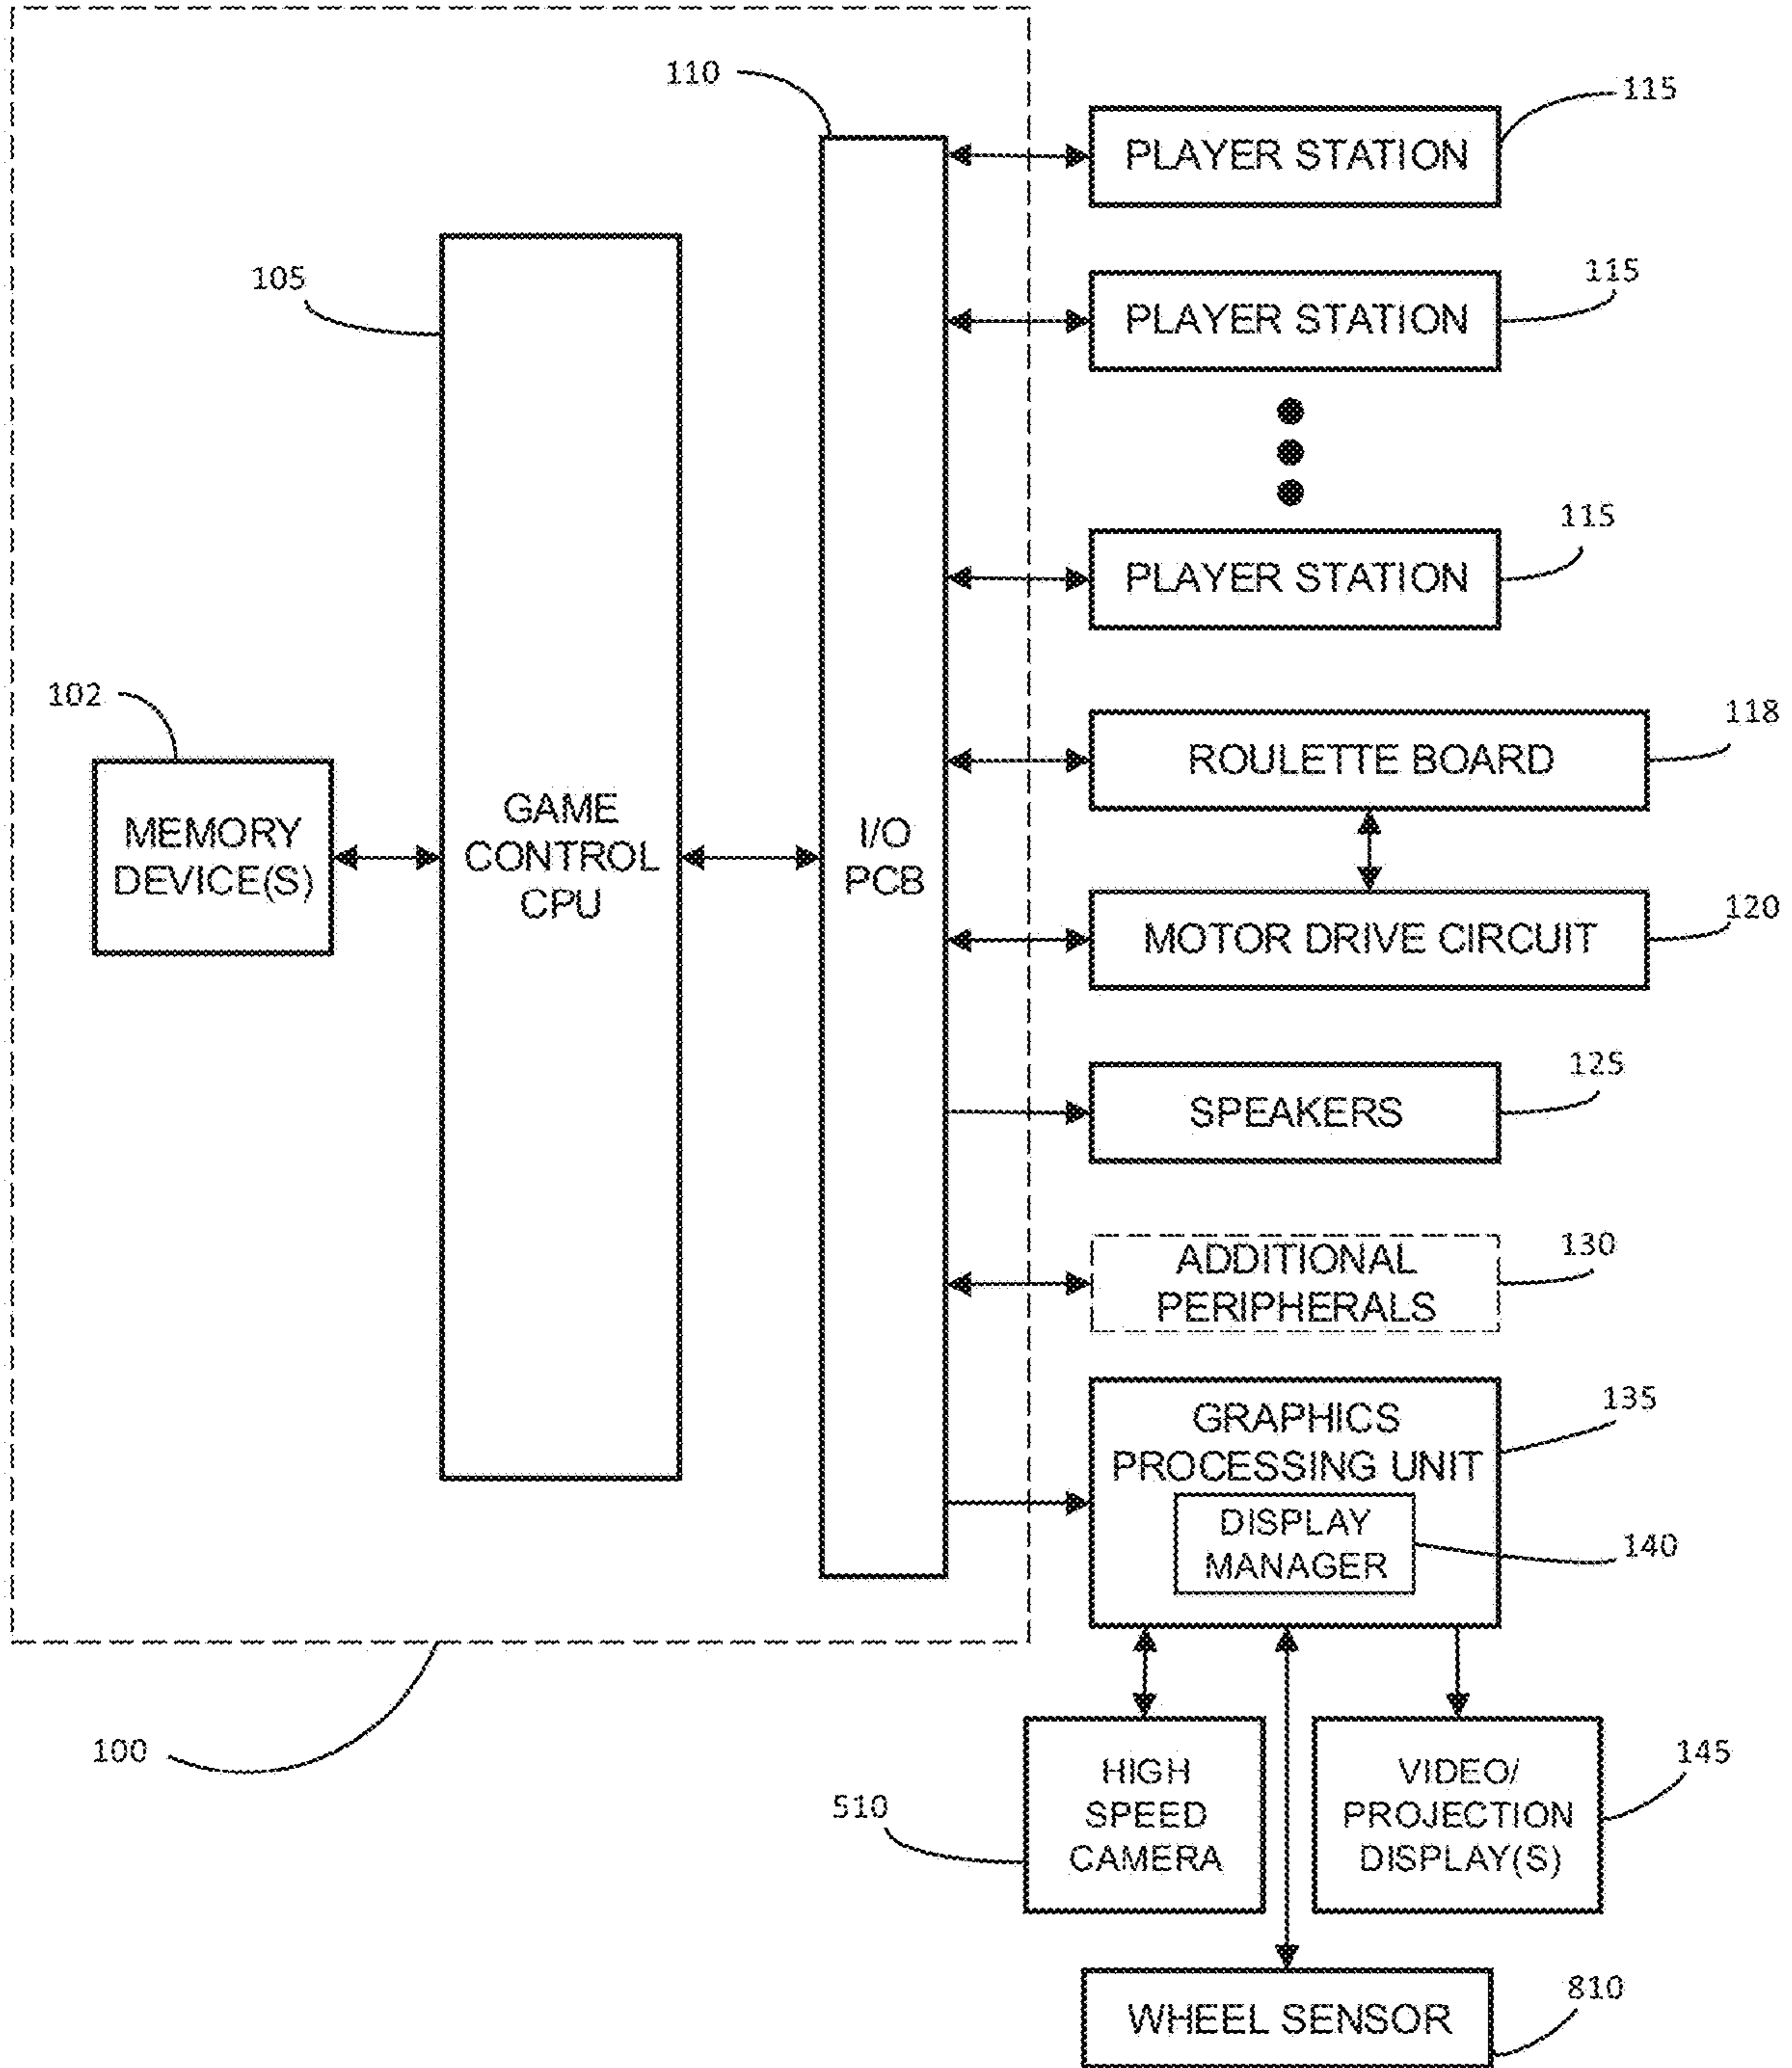 110
115
PLAYER STATION
105
115
PLAYER STATION
115
PLAYER STATION
102
118
ROULETTE BOARD
MEMORY
DEVICE(S)
GAME
CONTROL
CPU
I/O
PCB
120
MOTOR DRIVE CIRCUIT
125
SPEAKERS
130
ADDITIONAL
PERIPHERALS
135
GRAPHICS
PROCESSING UNIT
DISPLAY
MANAGER
140
100
510
HIGH
SPEED
CAMERA
145
VIDEO/
PROJECTION
DISPLAY(S)
810
WHEEL SENSOR